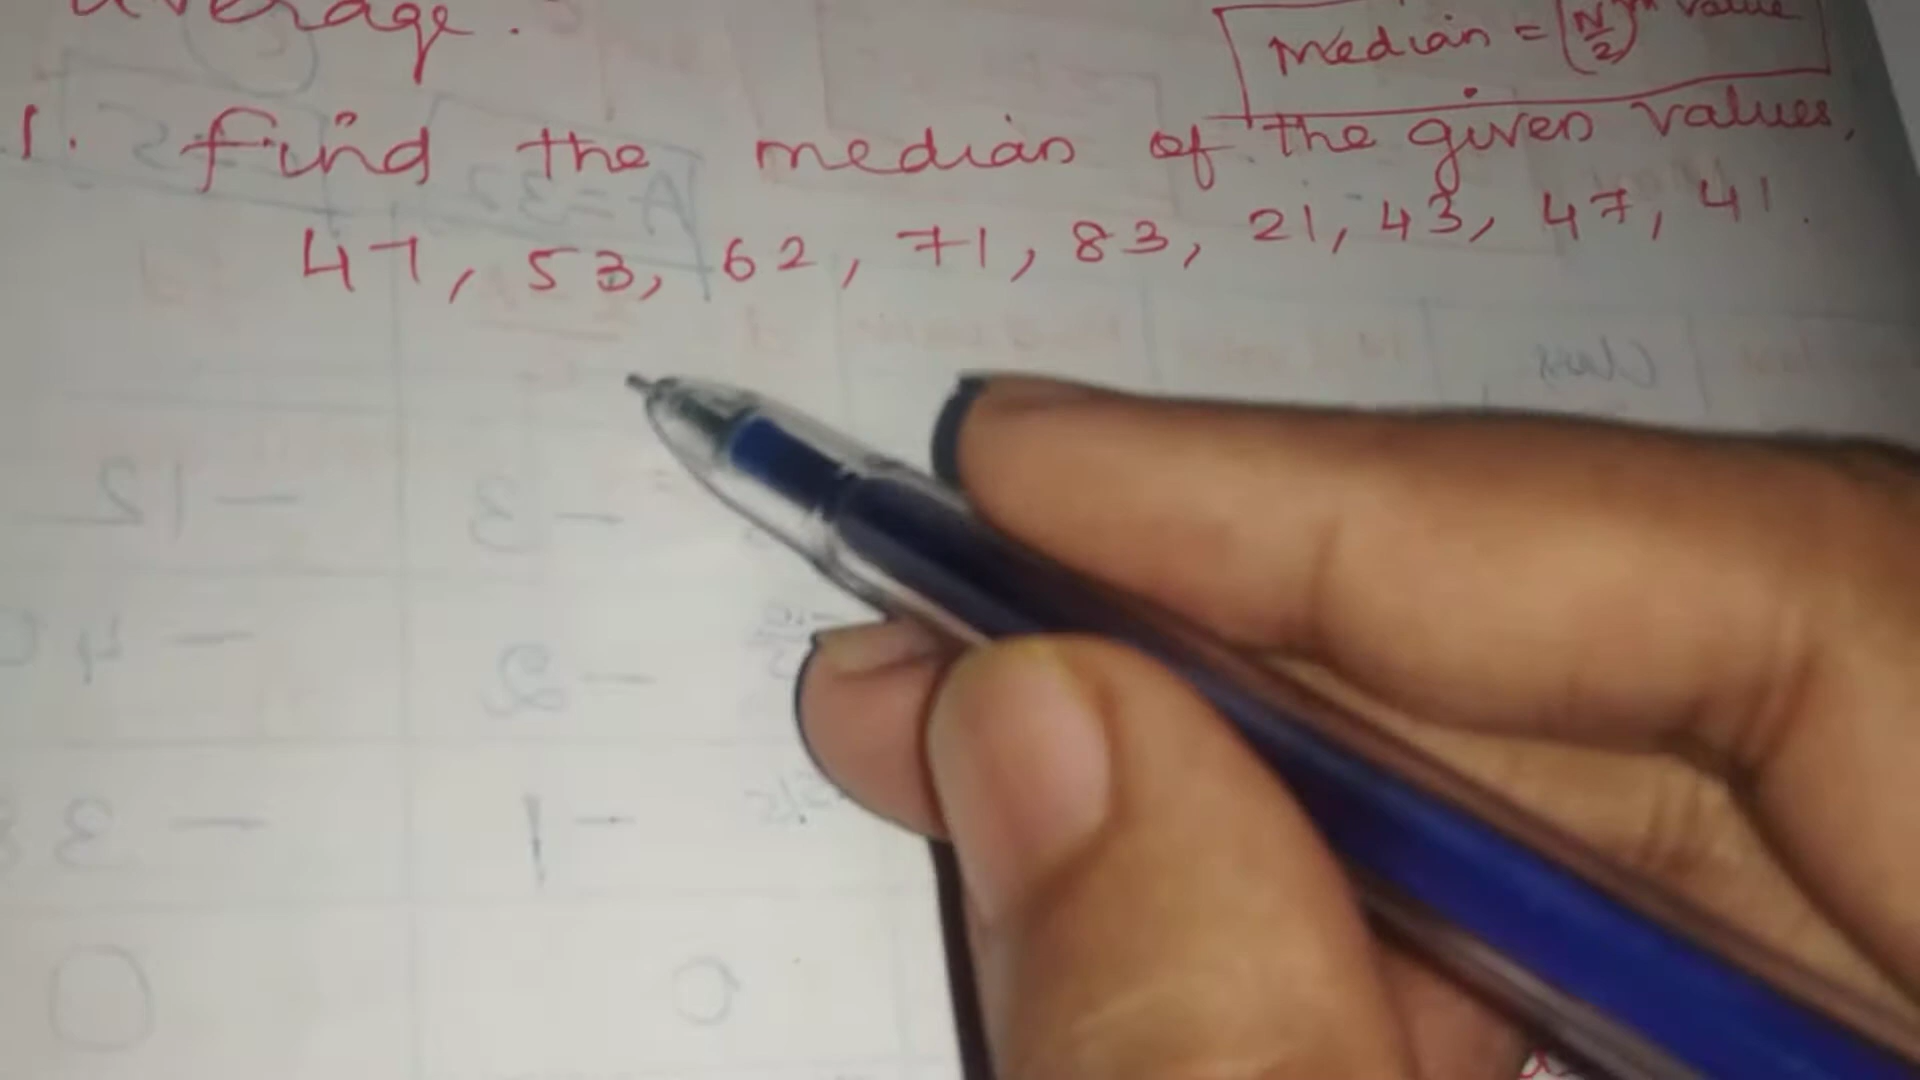 average.
Median = (N/2)th value
1. Find the median of the given values.
47, 53, 62, 71, 83, 21, 43, 47, 41.